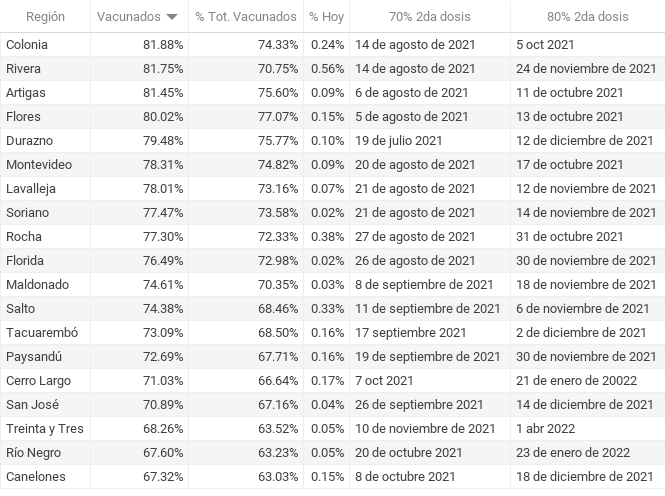 Región Vacunados % Tot. Vacunados % Hoy 70% 2da dosis 80% 2da dosis
Colonia 81.88% 74.33% 0.24% 14 de agosto de 2021 5 oct 2021
Rivera 81.75% 70.75% 0.56% 14 de agosto de 2021 24 de noviembre de 2021
Artigas 81.45% 75.60% 0.09% 6 de agosto de 2021 11 de octubre de 2021
Flores 80.02% 77.07% 0.15% 5 de agosto de 2021 13 de octubre 2021
Durazno 79.48% 75.77% 0.10% 19 de julio 2021 12 de diciembre de 2021
Montevideo 78.31% 74.82% 0.09% 20 de agosto de 2021 17 de octubre 2021
Lavalleja 78.01% 73.16% 0.07% 21 de agosto de 2021 12 de noviembre de 2021
Soriano 77.47% 73.58% 0.02% 21 de agosto de 2021 14 de noviembre 2021
Rocha 77.30% 72.33% 0.38% 27 de agosto de 2021 31 de octubre 2021
Florida 76.49% 72.98% 0.02% 26 de agosto de 2021 30 de noviembre de 2021
Maldonado 74.61% 70.35% 0.03% 8 de septiembre de 2021 18 de noviembre de 2021
Salto 74.38% 68.46% 0.33% 11 de septiembre de 2021 6 de noviembre de 2021
Tacuarembó 73.09% 68.50% 0.16% 17 septiembre de 2021 2 de diciembre de 2021
Paysandú 72.69% 67.71% 0.16% 19 de septiembre de 2021 30 de noviembre de 2021
Cerro Largo 71.03% 66.64% 0.17% 7 oct 2021 21 de enero de 20022
San José 70.89% 67.16% 0.04% 26 de septiembre de 2021 14 de diciembre de 2021
Treinta y Tres 68.26% 63.52% 0.05% 10 de noviembre de 2021 1 abr 2022
Río Negro 67.60% 63.23% 0.05% 20 de octubre de 2021 23 de enero de 2022
Canelones 67.32% 63.03% 0.15% 8 de octubre de 2021 18 de diciembre de 2021